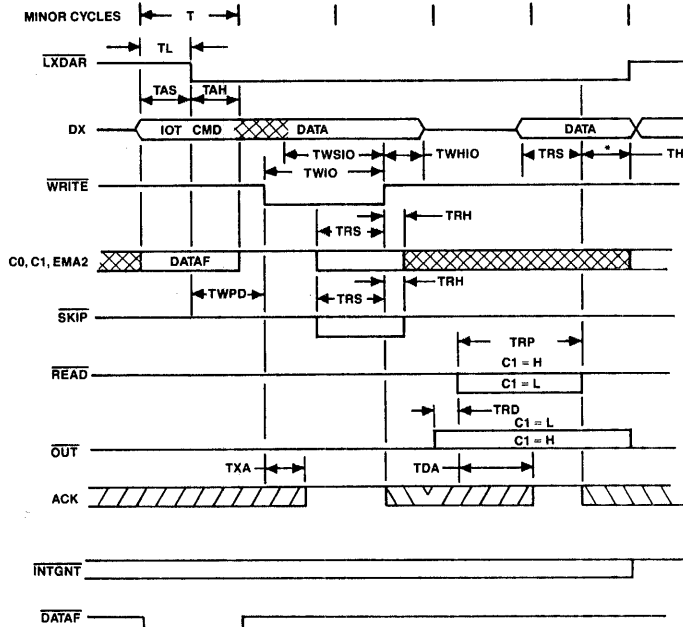 MINOR CYCLES T
TL
LXDAR
TAS TAH
DX IOT CMD DATA DATA
TWSIO TWHIO TRS * TH
TWIO
WRITE
TRH
TRS
C0, C1, EMA2 DATAF
TRH
TWPD TRS
SKIP
TRP
C1 = H
READ
C1 = L
TRD
C1 = L
OUT C1 = H
TXA TDA
ACK
INTGNT
DATAF